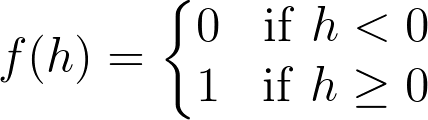 f(h) = { 0 if h < 0
1 if h ≥ 0